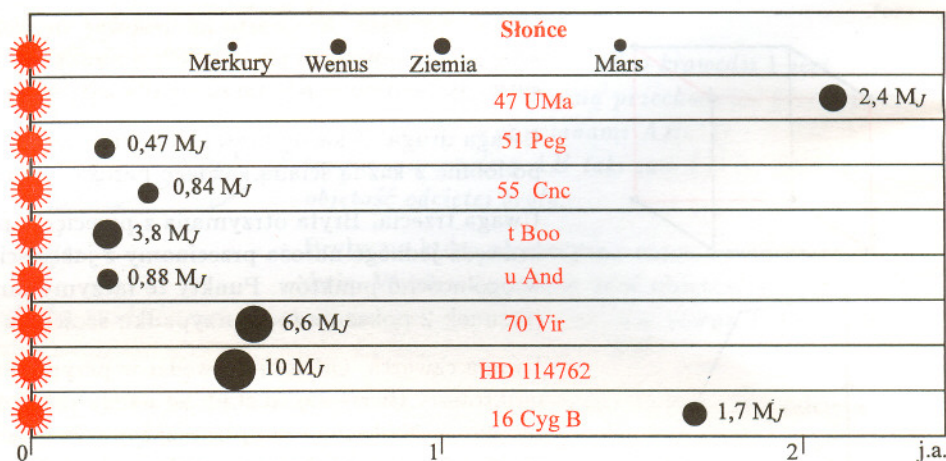 Słońce
Merkury Wenus Ziemia Mars
47 UMa 2,4 M_J
0,47 M_J 51 Peg
0,84 M_J 55 Cnc
3,8 M_J t Boo
0,88 M_J u And
6,6 M_J 70 Vir
10 M_J HD 114762
16 Cyg B 1,7 M_J
0 1 2 j.a.